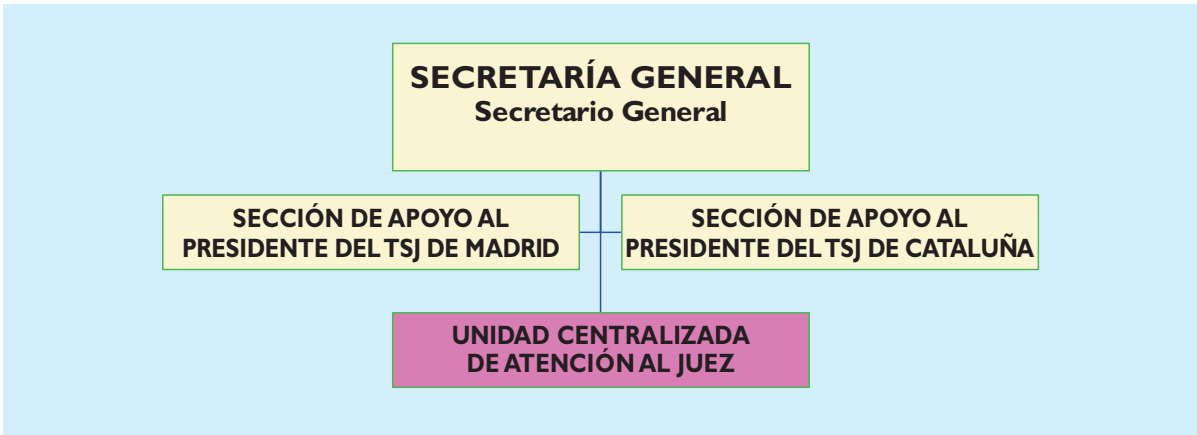 SECRETARÍA GENERAL
Secretario General
SECCIÓN DE APOYO AL
PRESIDENTE DEL TSJ DE MADRID
SECCIÓN DE APOYO AL
PRESIDENTE DEL TSJ DE CATALUÑA
UNIDAD CENTRALIZADA
DE ATENCIÓN AL JUEZ